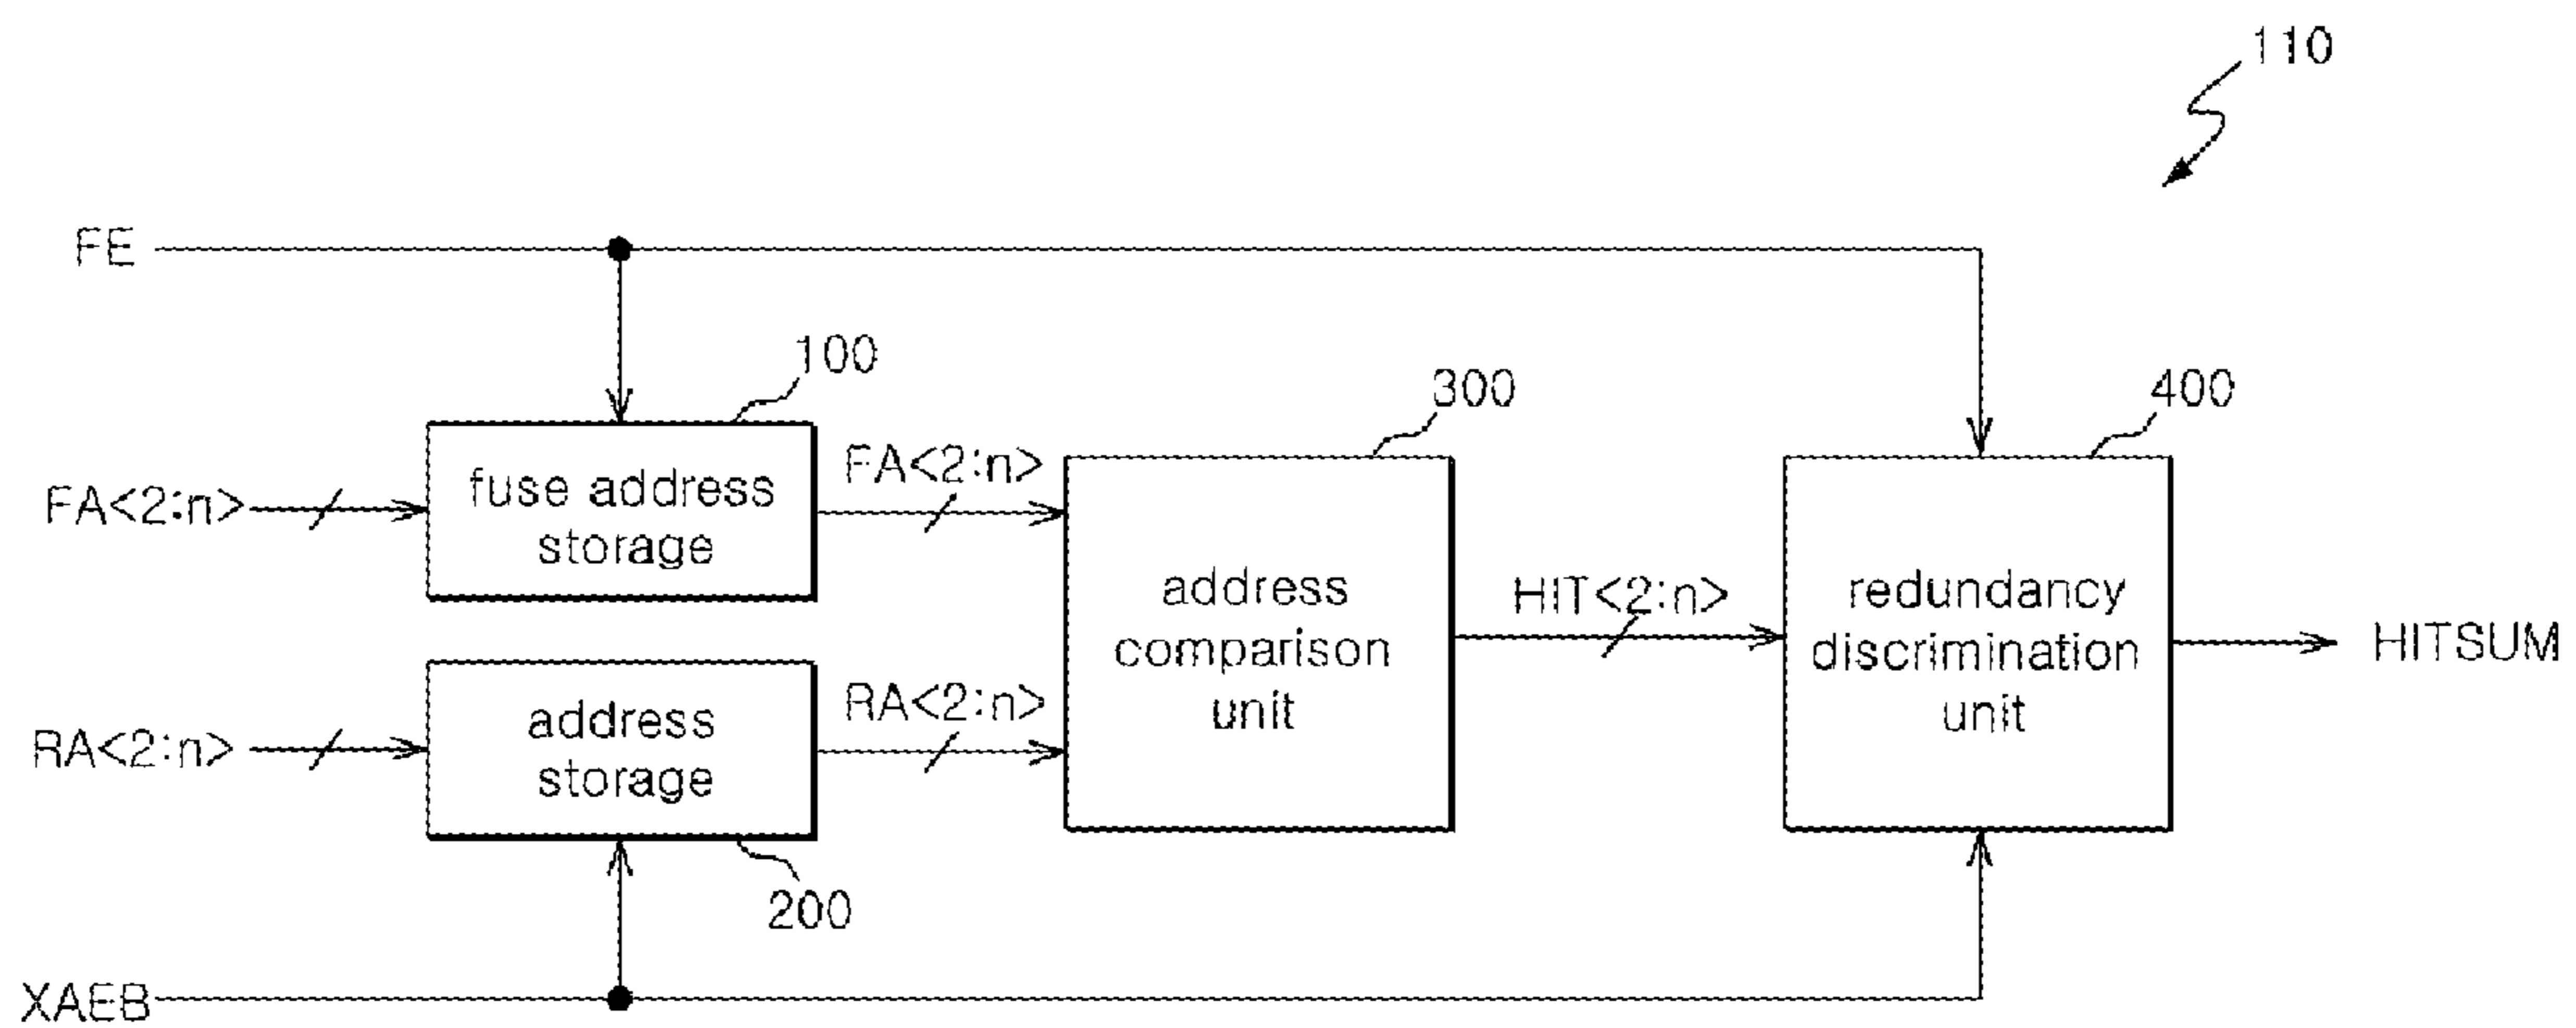 110
FE
100
300
400
FA<2:n>
fuse address
storage
FA<2:n>
address
comparison
unit
HIT<2:n>
redundancy
discrimination
unit
HITSUM
RA<2:n>
address
storage
RA<2:n>
200
XAEB